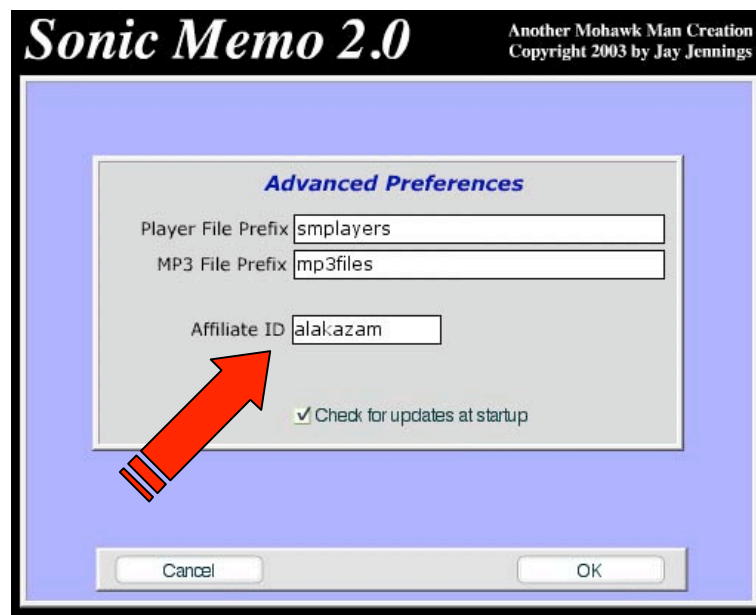 Sonic Memo 2.0
Another Mohawk Man Creation
Copyright 2003 by Jay Jennings
Advanced Preferences
Player File Prefix smplayers
MP3 File Prefix mp3files
Affiliate ID alakazam
Check for updates at startup
Cancel OK